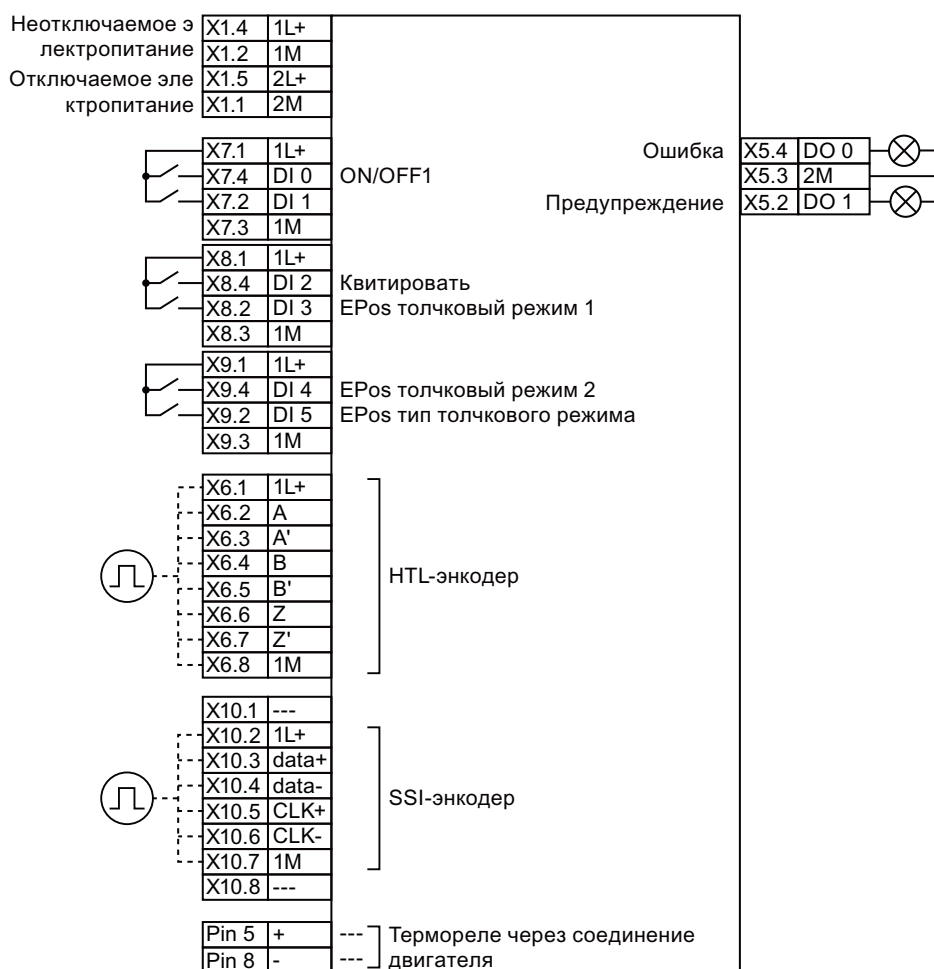 Неотключаемое э
лектропитание
Отключаемое эле
ктропитание
X1.4 1L+
X1.2 1M
X1.5 2L+
X1.1 2M
X7.1 1L+
X7.4 DI 0 ON/OFF1
X7.2 DI 1
X7.3 1M
Ошибка X5.4 DO 0
X5.3 2M
Предупреждение X5.2 DO 1
X8.1 1L+
X8.4 DI 2 Квитировать
X8.2 DI 3 EPos толчковый режим 1
X8.3 1M
X9.1 1L+
X9.4 DI 4 EPos толчковый режим 2
X9.2 DI 5 EPos тип толчкового режима
X9.3 1M
X6.1 1L+
X6.2 A
X6.3 A'
X6.4 B
X6.5 B'
X6.6 Z
X6.7 Z'
X6.8 1M
HTL-энкодер
X10.1 ---
X10.2 1L+
X10.3 data+
X10.4 data-
X10.5 CLK+
X10.6 CLK-
X10.7 1M
X10.8 ---
SSI-энкодер
Pin 5 +
Pin 8 -
Термореле через соединение
двигателя